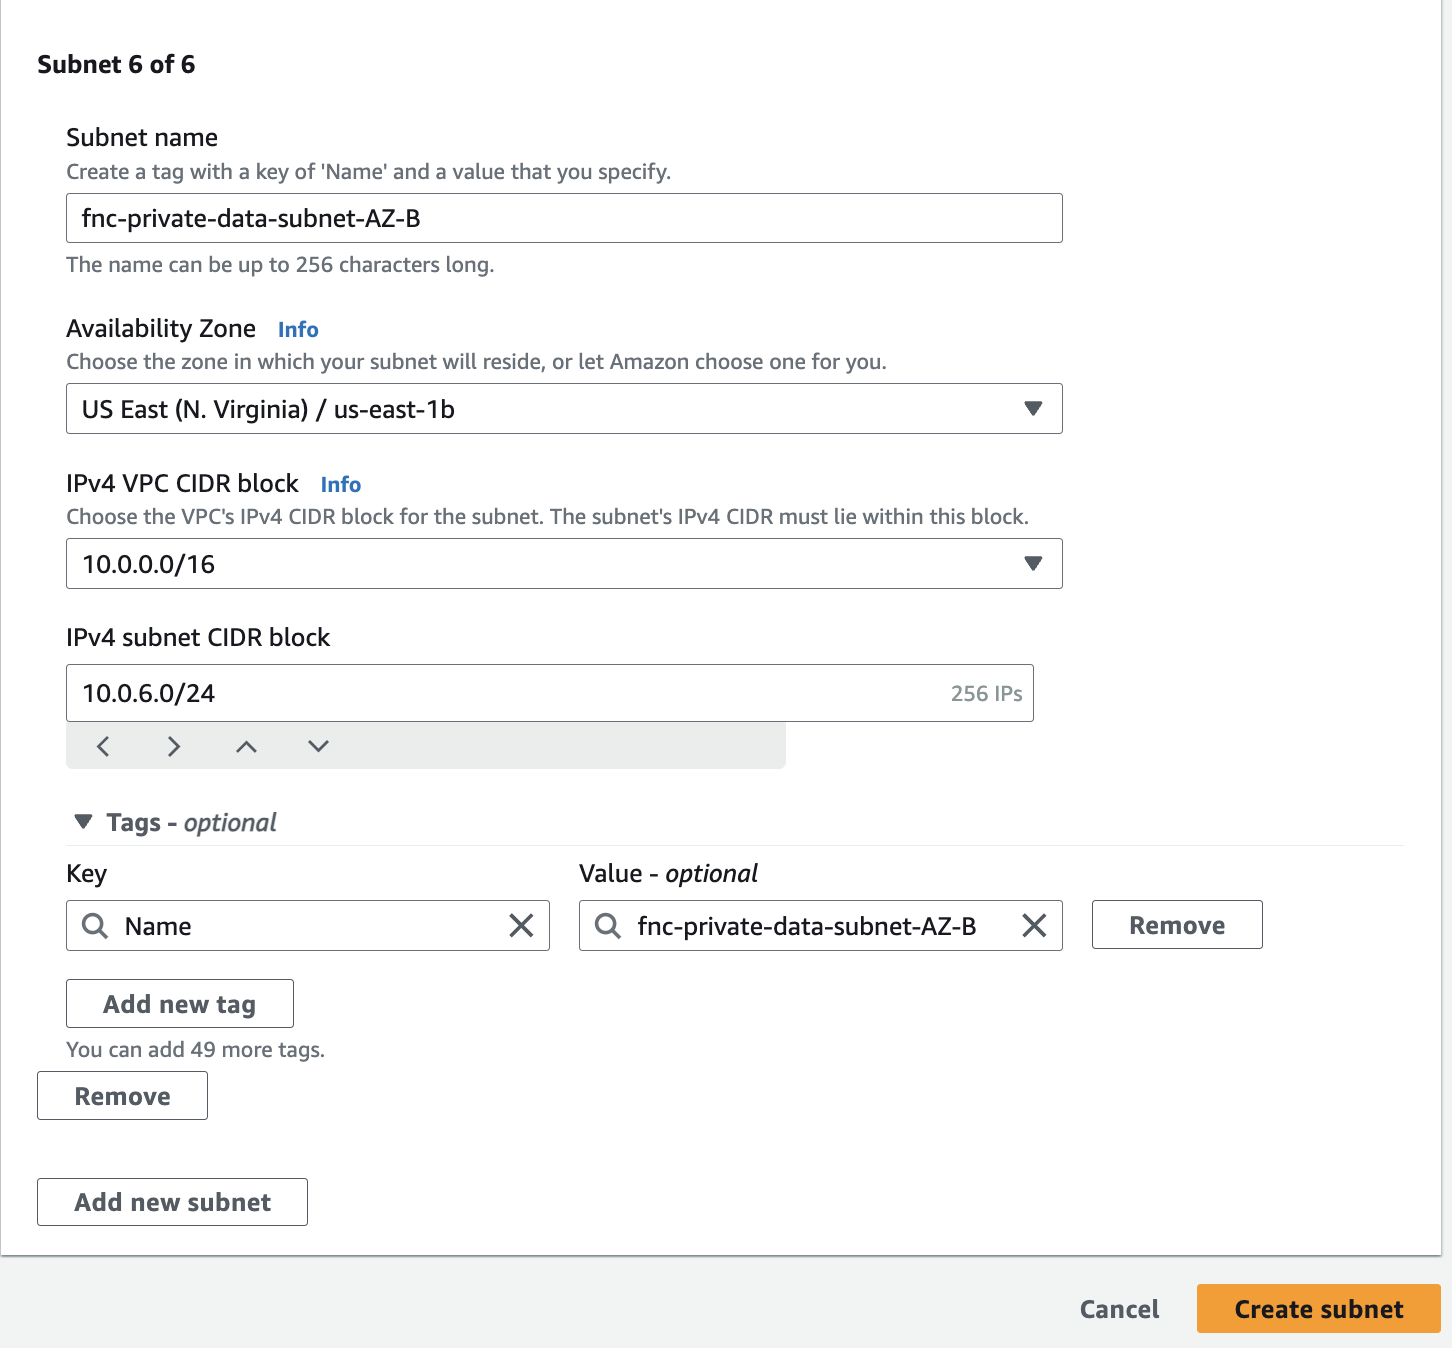 Subnet 6 of 6
Subnet name
Create a tag with a key of 'Name' and a value that you specify.
fnc-private-data-subnet-AZ-B
The name can be up to 256 characters long.
Availability Zone Info
Choose the zone in which your subnet will reside, or let Amazon choose one for you.
US East (N. Virginia) / us-east-1b
IPv4 VPC CIDR block Info
Choose the VPC's IPv4 CIDR block for the subnet. The subnet's IPv4 CIDR must lie within this block.
10.0.0.0/16
IPv4 subnet CIDR block
10.0.6.0/24 256 IPs
Tags - optional
Key Value - optional
Name fnc-private-data-subnet-AZ-B Remove
Add new tag
You can add 49 more tags.
Remove
Add new subnet
Cancel Create subnet